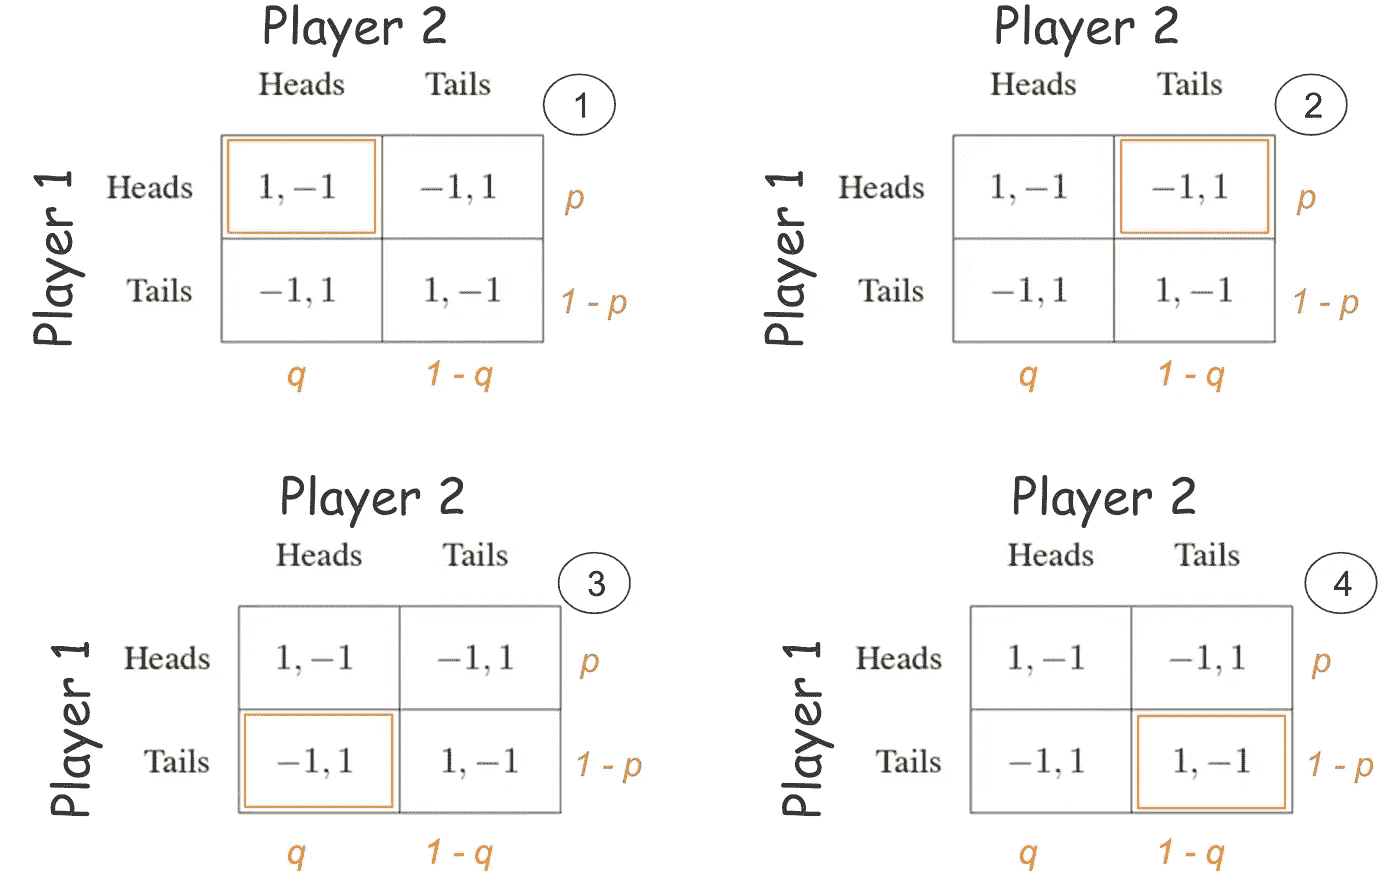 Player 2
Heads Tails
1
Player 1
Heads 1, −1 −1, 1 p
Tails −1, 1 1, −1 1 - p
q 1 - q
Player 2
Heads Tails
2
Player 1
Heads 1, −1 −1, 1 p
Tails −1, 1 1, −1 1 - p
q 1 - q
Player 2
Heads Tails
3
Player 1
Heads 1, −1 −1, 1 p
Tails −1, 1 1, −1 1 - p
q 1 - q
Player 2
Heads Tails
4
Player 1
Heads 1, −1 −1, 1 p
Tails −1, 1 1, −1 1 - p
q 1 - q